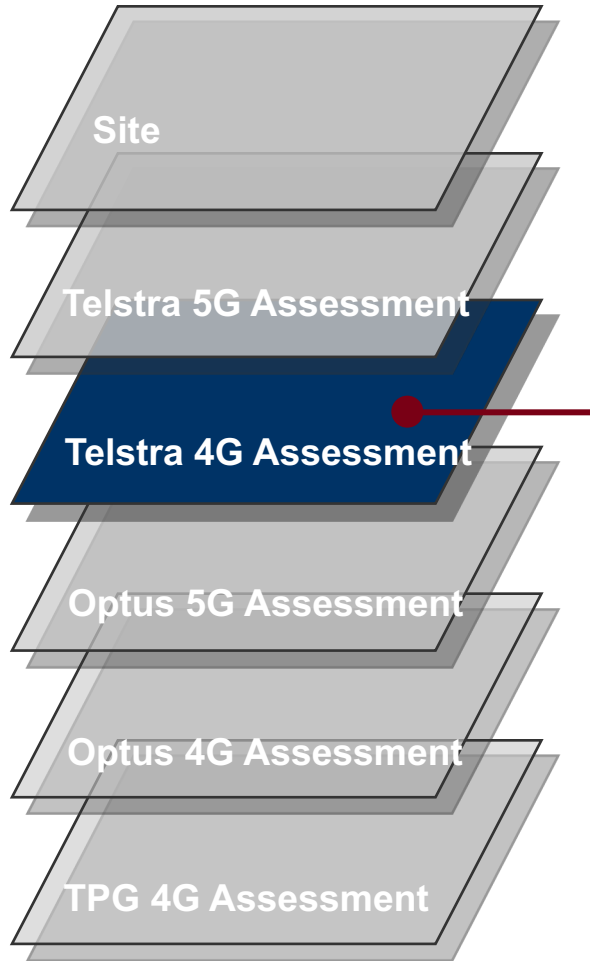 Site
Telstra 5G Assessment
Telstra 4G Assessment
Optus 5G Assessment
Optus 4G Assessment
TPG 4G Assessment